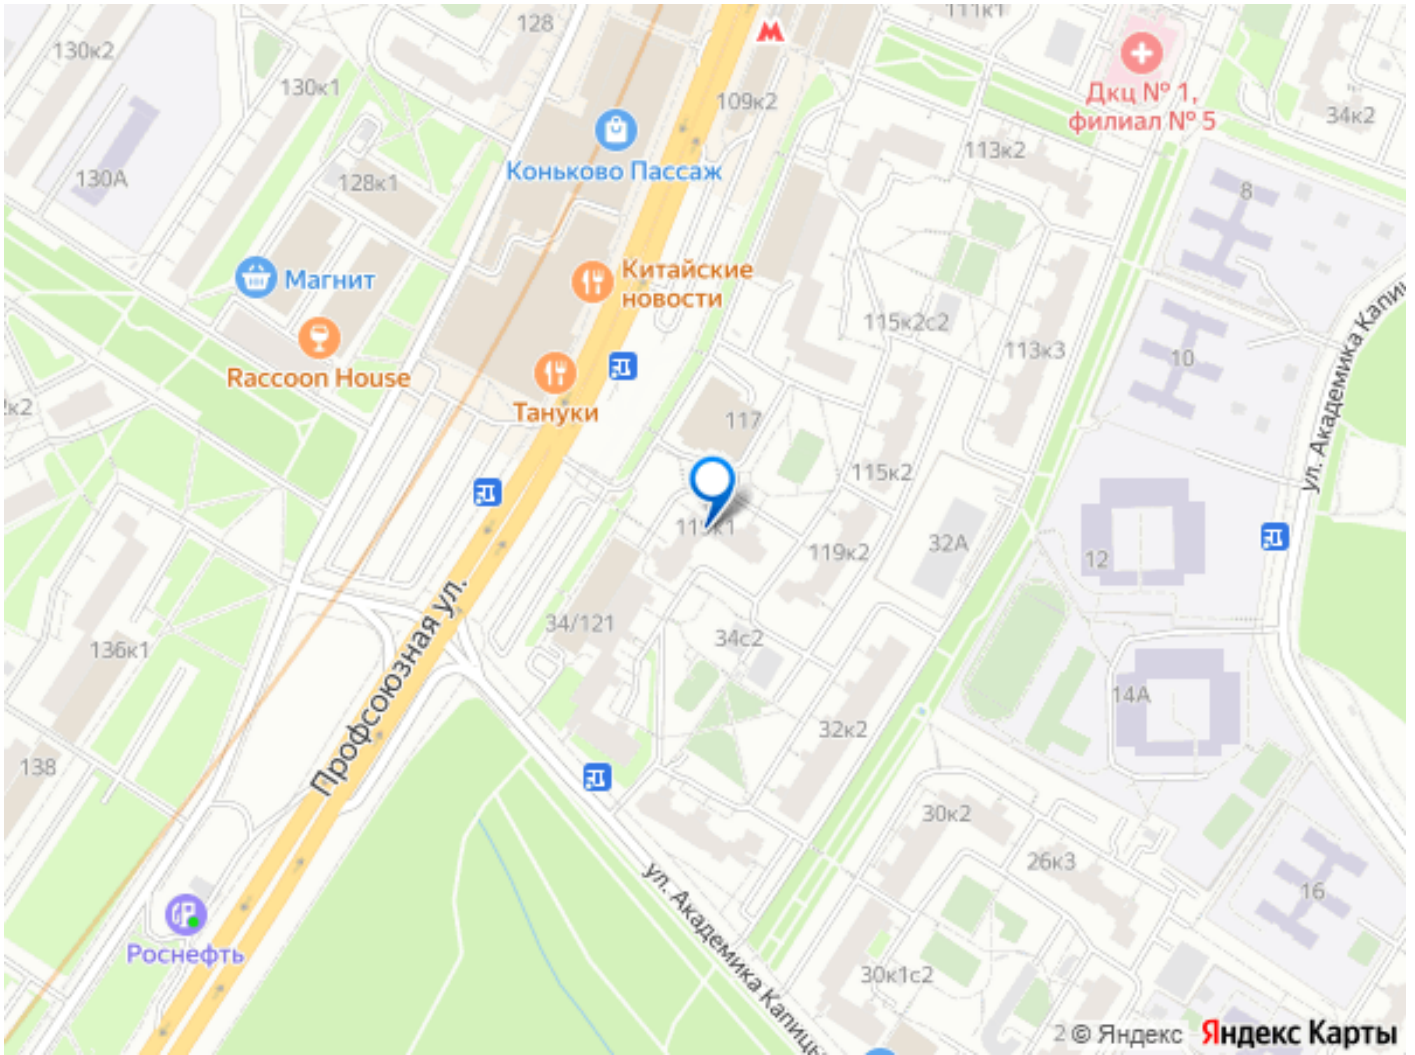 128
111к1
130к2
130к1
109к2
Дкц № 1,
филиал № 5
34к2
113к2
Коньково Пассаж
130А
128к1
8
Магнит
Китайские
новости
115к2с2
113к3
10
Raccoon House
Тануки
117
ул. Академика Капиц
115к2
32А
119к2
12
34/121
34с2
136к1
Профсоюзная ул.
14А
32к2
138
30к2
26к3
16
ул. Академика Капицы
Роснефть
30к1с2
2
© Яндекс
Яндекс Карты